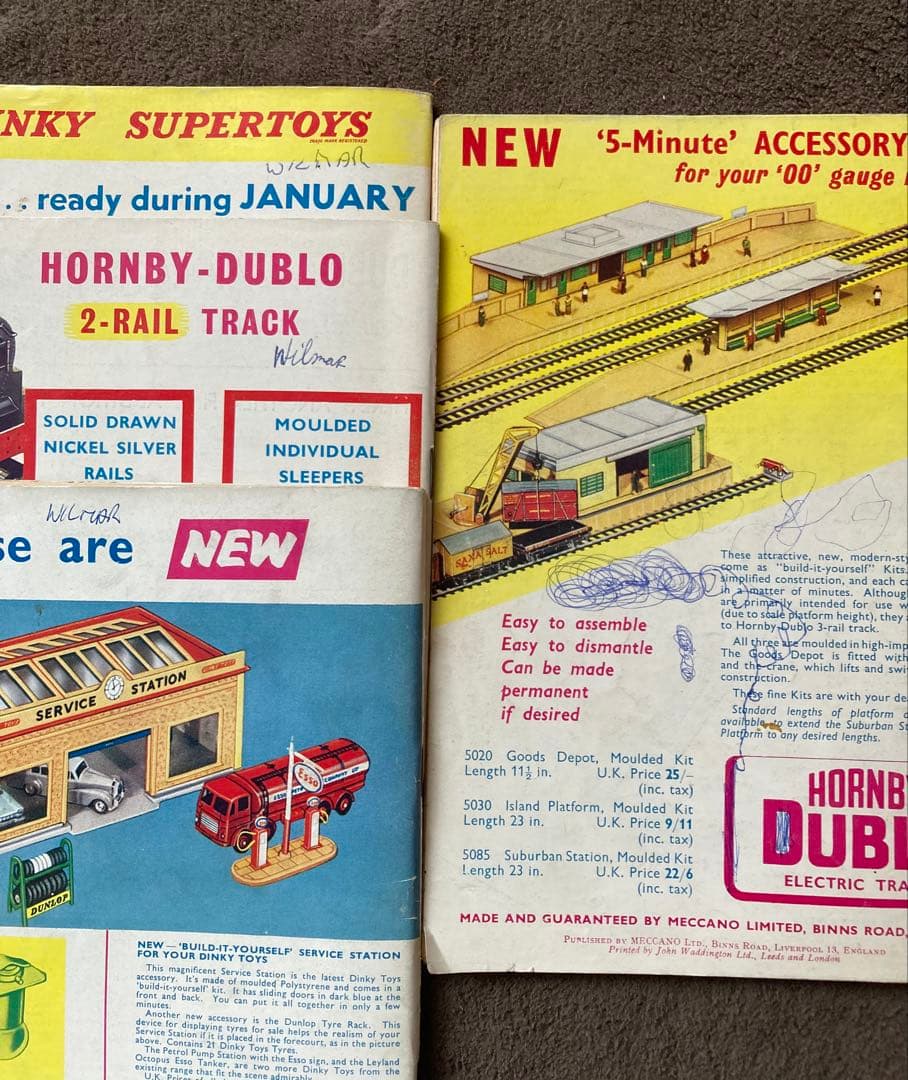 NKY SUPERTOYS
TRADE MARK REGISTERED
WILMAR
... ready during JANUARY
HORNBY-DUBLO
2-RAIL TRACK
Wilmar
SOLID DRAWN
NICKEL SILVER
RAILS
MOULDED
INDIVIDUAL
SLEEPERS
WILMAR
se are NEW
SERVICE STATION
Esso
DUNLOP
NEW — 'BUILD-IT-YOURSELF' SERVICE STATION
FOR YOUR DINKY TOYS
This magnificent Service Station is the latest Dinky Toys
accessory. It's made of moulded Polystyrene and comes in a
'build-it-yourself' kit. It has sliding doors in dark blue at the
front and back. You can put it all together in only a few
minutes.
Another new accessory is the Dunlop Tyre Rack. This
device for displaying tyres for sale helps the realism of your
Service Station if it is placed in the forecourt, as in the picture
above. Contains 21 Dinky Toys Tyres.
The Petrol Pump Station with the Esso sign, and the Leyland
Octopus Esso Tanker, are two more Dinky Toys from the
existing range that fit the scene admirably.
NEW '5-Minute' ACCESSORY
for your '00' gauge
SAXA SALT
Easy to assemble
Easy to dismantle
Can be made
permanent
if desired
These attractive, new, modern-sty
come as "build-it-yourself" Kits.
simplified construction, and each ca
in a matter of minutes. Although
are primarily intended for use w
(due to scale platform height), they
to Hornby-Dublo 3-rail track.
All three are moulded in high-imp
The Goods Depot is fitted with
and the crane, which lifts and swi
construction.
These fine Kits are with your de
Standard lengths of platform
available to extend the Suburban St
Platform to any desired lengths.
5020 Goods Depot, Moulded Kit
Length 11½ in. U.K. Price 25/–
(inc. tax)
5030 Island Platform, Moulded Kit
Length 23 in. U.K. Price 9/11
(inc. tax)
5085 Suburban Station, Moulded Kit
Length 23 in. U.K. Price 22/6
(inc. tax)
HORNB
DUBL
ELECTRIC TRA
MADE AND GUARANTEED BY MECCANO LIMITED, BINNS ROAD,
PUBLISHED BY MECCANO LTD., BINNS ROAD, LIVERPOOL 13, ENGLAND
Printed by John Waddington Ltd., Leeds and London